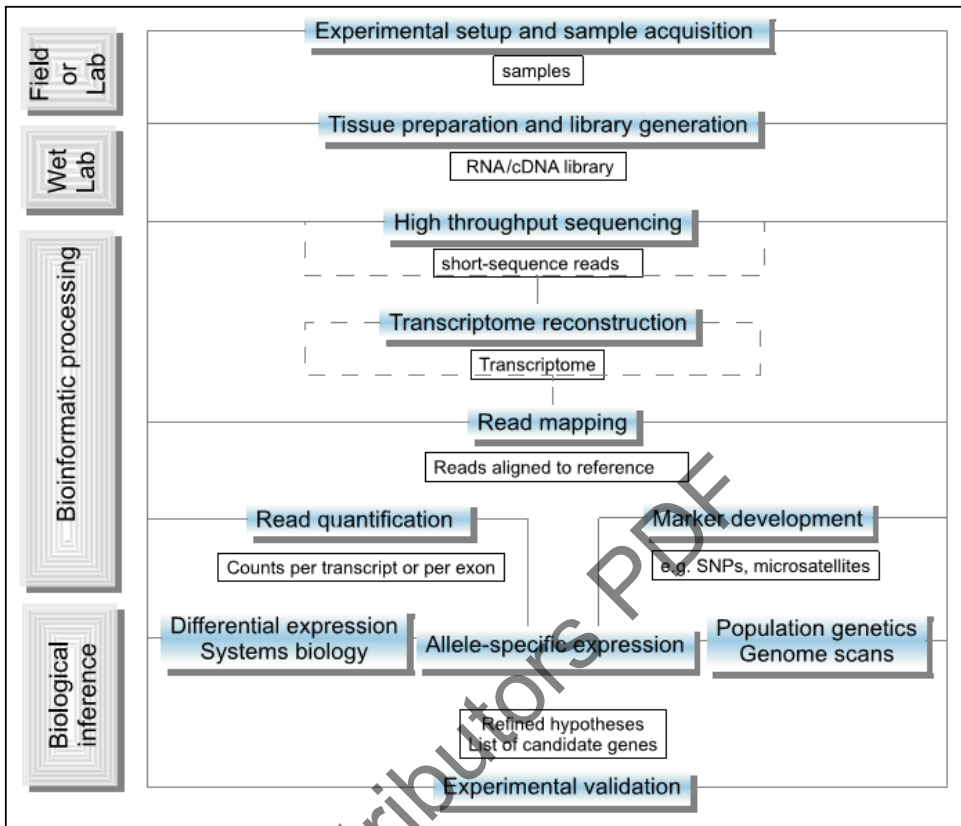 Field
or
Lab
Experimental setup and sample acquisition
samples
Wet
Lab
Tissue preparation and library generation
RNA/cDNA library
Bioinformatic processing
High throughput sequencing
short-sequence reads
Transcriptome reconstruction
Transcriptome
Read mapping
Reads aligned to reference
Read quantification
Marker development
Counts per transcript or per exon
e.g. SNPs, microsatellites
Biological
inference
Differential expression
Systems biology
Allele-specific expression
Population genetics
Genome scans
Refined hypotheses
List of candidate genes
Experimental validation
tributors PDF